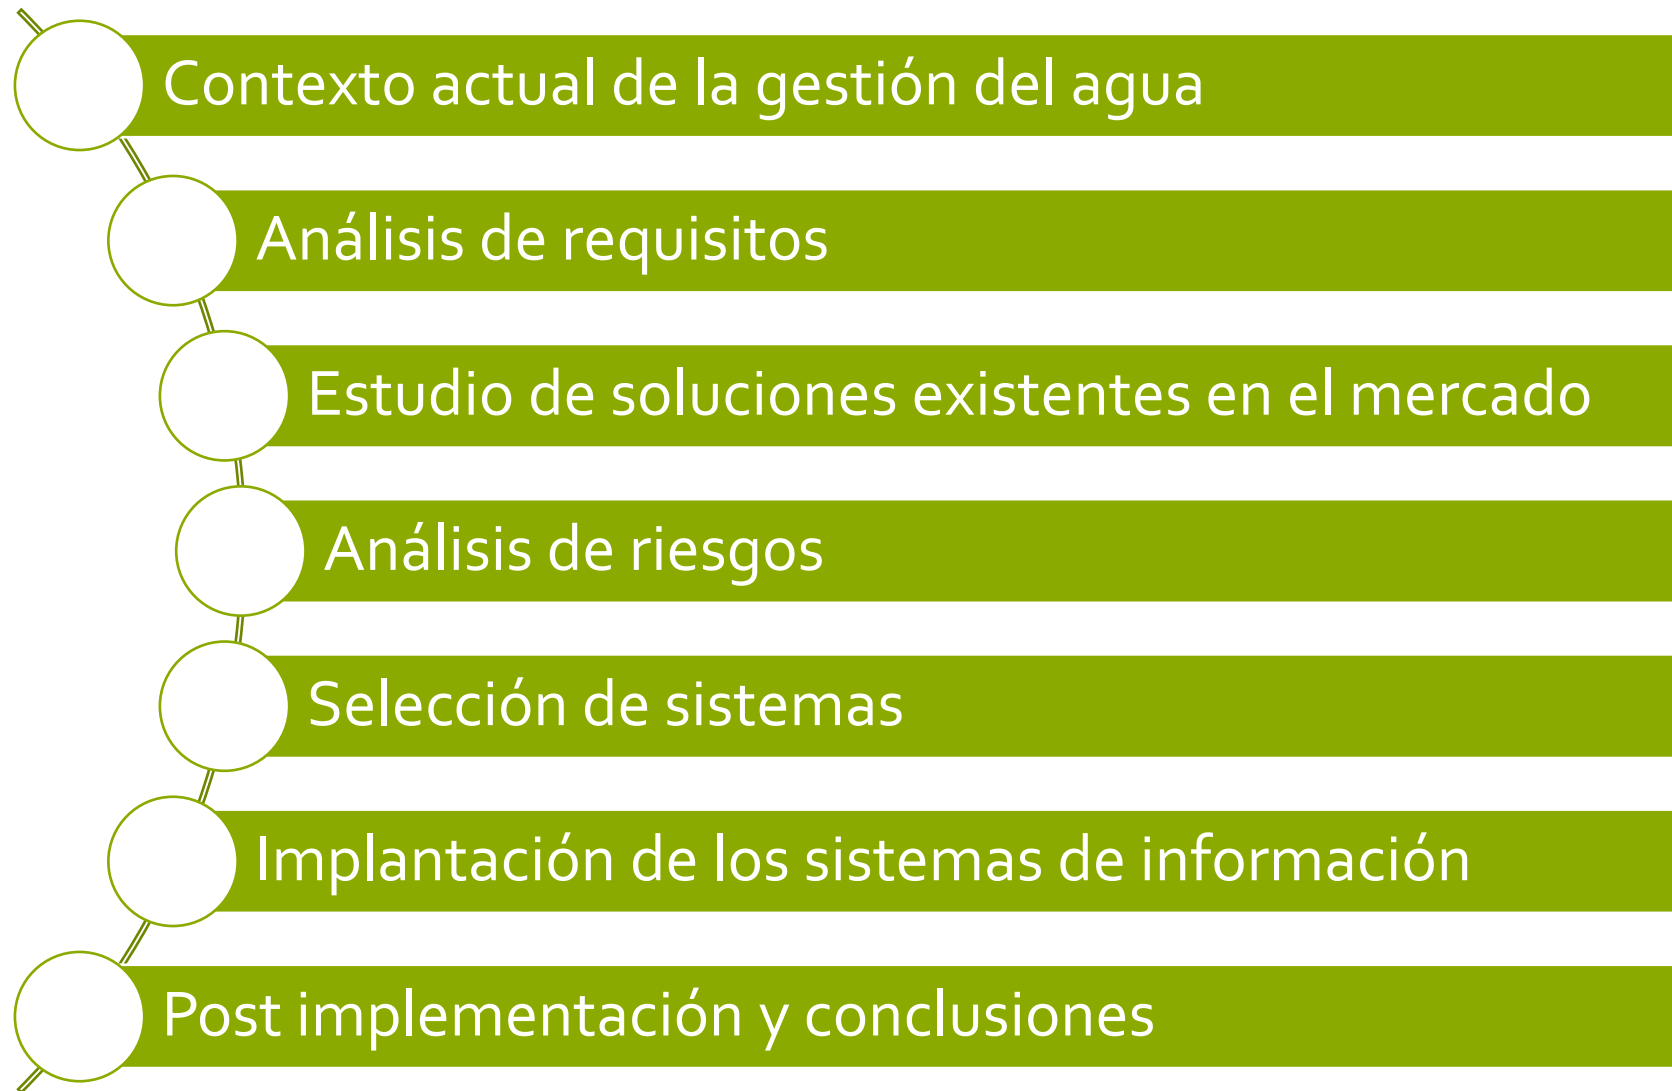 Contexto actual de la gestión del agua
Análisis de requisitos
Estudio de soluciones existentes en el mercado
Análisis de riesgos
Selección de sistemas
Implantación de los sistemas de información
Post implementación y conclusiones